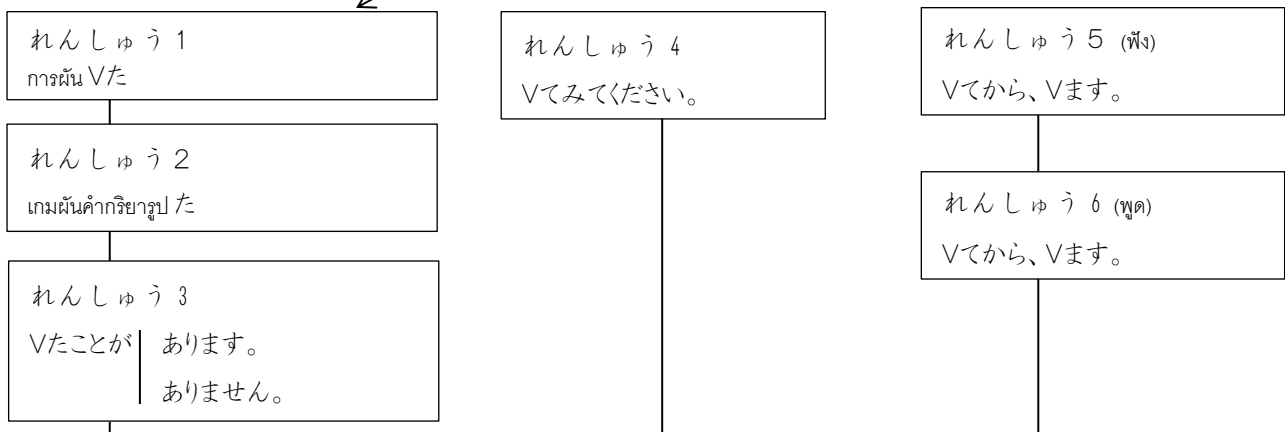 れんしゅう1
การผัน Vた
れんしゅう2
เกมผันคำกริยารูป た
れんしゅう3
Vたことが あります。
ありません。
れんしゅう4
Vてみてください。
れんしゅう5 (ฟัง)
Vてから、Vます。
れんしゅう6 (พูด)
Vてから、Vます。